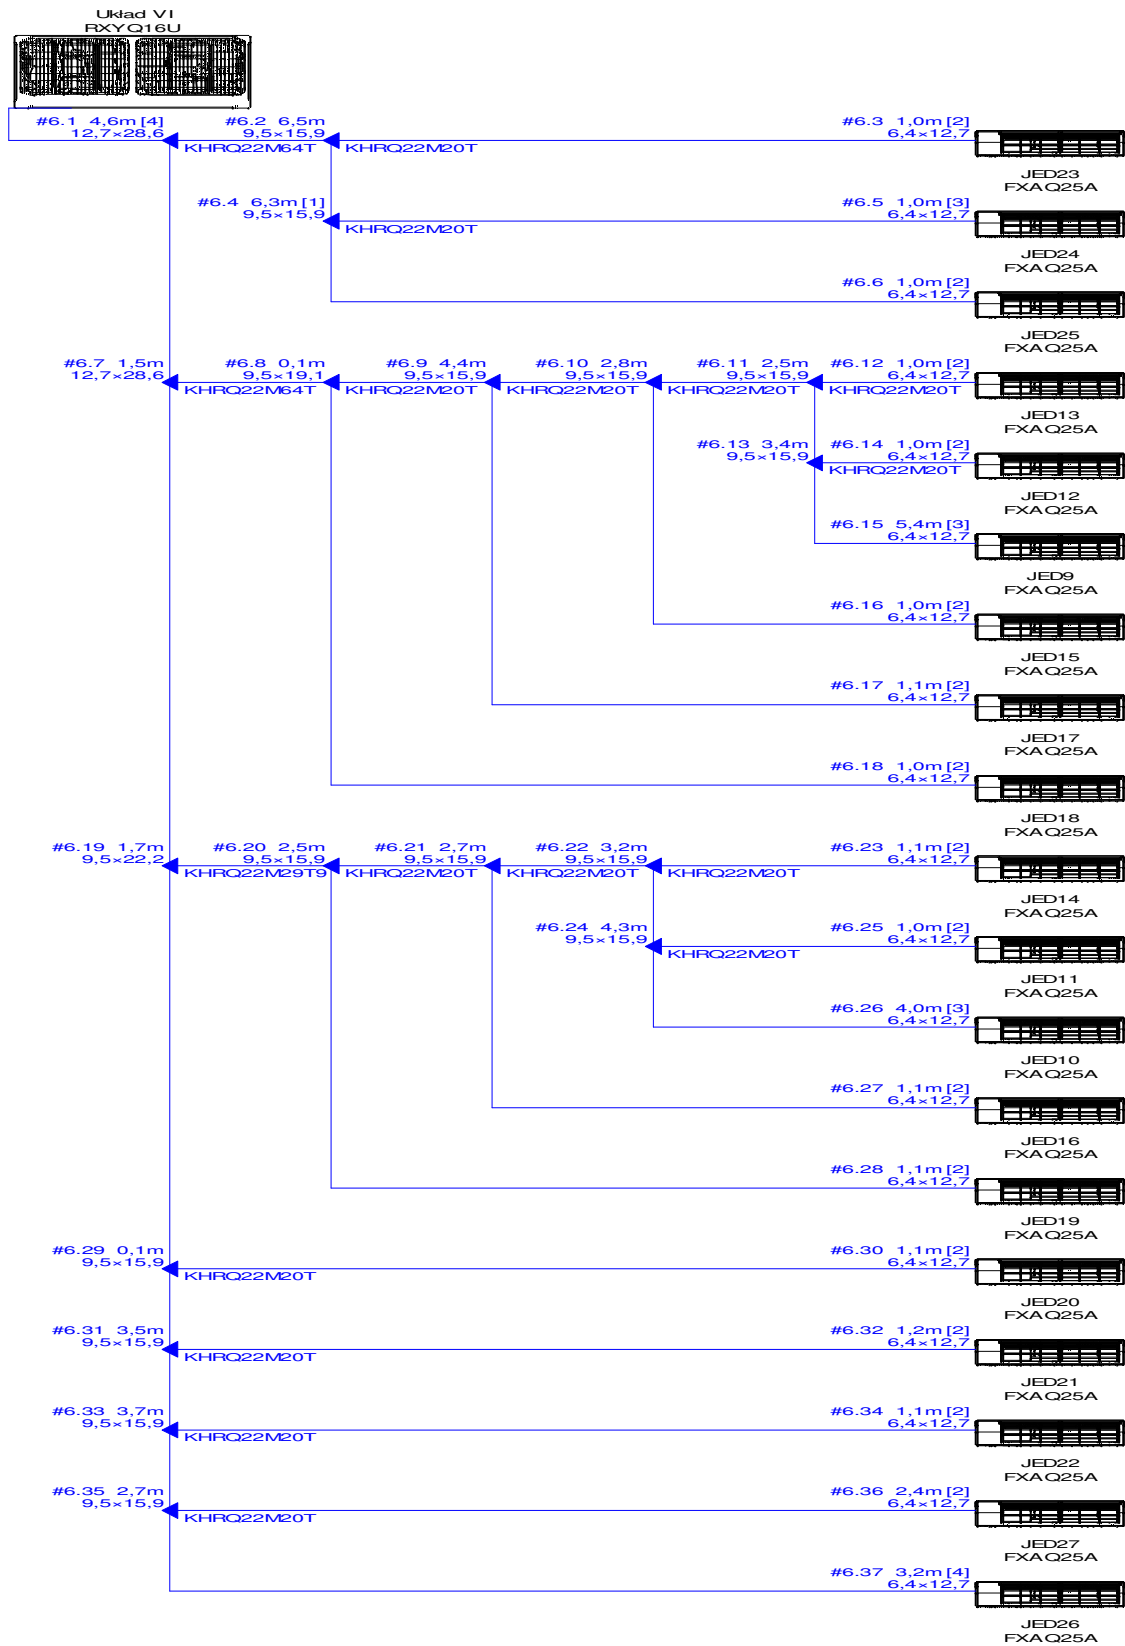 Układ VI
RXYQ16U
#6.1 4,6m [4]
12,7×28,6
KHRQ22M64T
#6.2 6,5m
9,5×15,9
KHRQ22M20T
#6.3 1,0m [2]
6,4×12,7
JED23
FXAQ25A
#6.4 6,3m [1]
9,5×15,9
KHRQ22M20T
#6.5 1,0m [3]
6,4×12,7
JED24
FXAQ25A
#6.6 1,0m [2]
6,4×12,7
JED25
FXAQ25A
#6.7 1,5m
12,7×28,6
KHRQ22M64T
#6.8 0,1m
9,5×19,1
KHRQ22M20T
#6.9 4,4m
9,5×15,9
KHRQ22M20T
#6.10 2,8m
9,5×15,9
KHRQ22M20T
#6.11 2,5m
9,5×15,9
KHRQ22M20T
#6.12 1,0m [2]
6,4×12,7
JED13
FXAQ25A
#6.13 3,4m
9,5×15,9
KHRQ22M20T
#6.14 1,0m [2]
6,4×12,7
JED12
FXAQ25A
#6.15 5,4m [3]
6,4×12,7
JED9
FXAQ25A
#6.16 1,0m [2]
6,4×12,7
JED15
FXAQ25A
#6.17 1,1m [2]
6,4×12,7
JED17
FXAQ25A
#6.18 1,0m [2]
6,4×12,7
JED18
FXAQ25A
#6.19 1,7m
9,5×22,2
KHRQ22M29T9
#6.20 2,5m
9,5×15,9
KHRQ22M20T
#6.21 2,7m
9,5×15,9
KHRQ22M20T
#6.22 3,2m
9,5×15,9
KHRQ22M20T
#6.23 1,1m [2]
6,4×12,7
JED14
FXAQ25A
#6.24 4,3m
9,5×15,9
KHRQ22M20T
#6.25 1,0m [2]
6,4×12,7
JED11
FXAQ25A
#6.26 4,0m [3]
6,4×12,7
JED10
FXAQ25A
#6.27 1,1m [2]
6,4×12,7
JED16
FXAQ25A
#6.28 1,1m [2]
6,4×12,7
JED19
FXAQ25A
#6.29 0,1m
9,5×15,9
KHRQ22M20T
#6.30 1,1m [2]
6,4×12,7
JED20
FXAQ25A
#6.31 3,5m
9,5×15,9
KHRQ22M20T
#6.32 1,2m [2]
6,4×12,7
JED21
FXAQ25A
#6.33 3,7m
9,5×15,9
KHRQ22M20T
#6.34 1,1m [2]
6,4×12,7
JED22
FXAQ25A
#6.35 2,7m
9,5×15,9
KHRQ22M20T
#6.36 2,4m [2]
6,4×12,7
JED27
FXAQ25A
#6.37 3,2m [4]
6,4×12,7
JED26
FXAQ25A